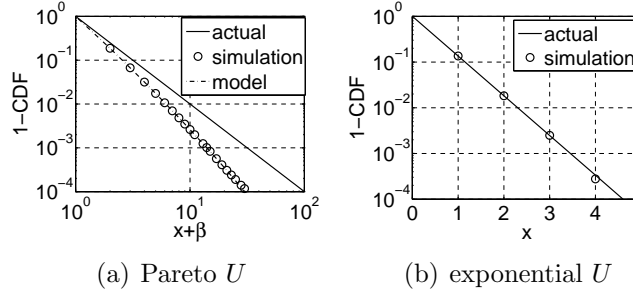 10^0
10^-1
10^-2
10^-3
10^-4
1−CDF
10^0
10^1
10^2
x+β
actual
simulation
model
(a) Pareto U
10^0
10^-1
10^-2
10^-3
10^-4
1−CDF
0
1
2
3
4
x
actual
simulation
(b) exponential U